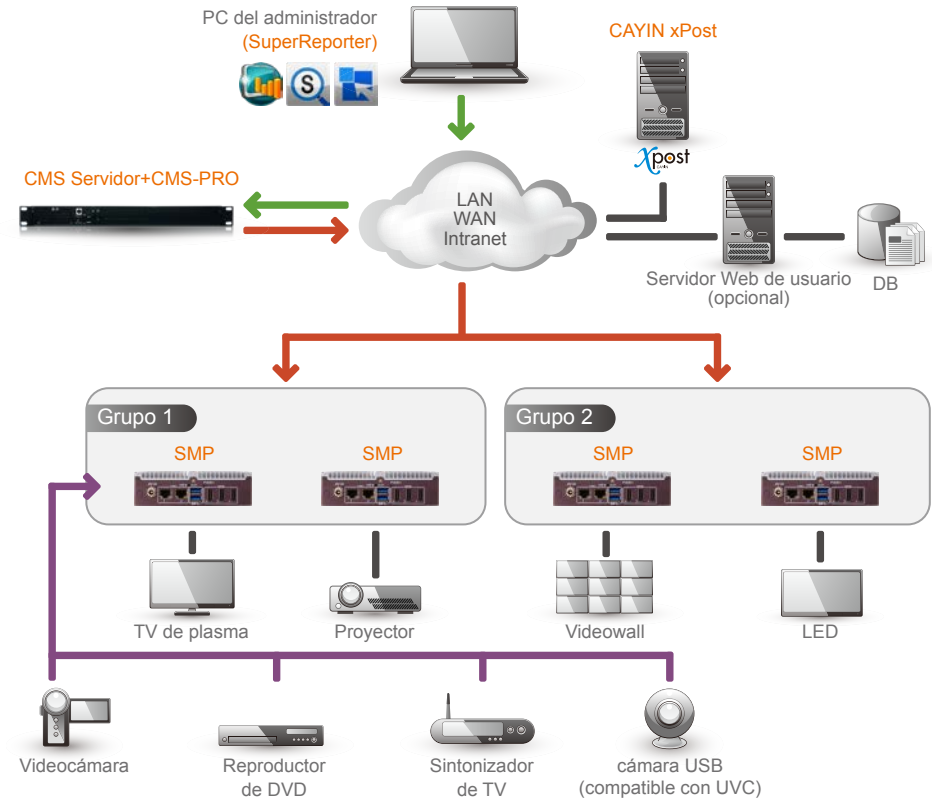 PC del administrador
(SuperReporter)
S
CAYIN xPost
Xpost
CMS Servidor+CMS-PRO
LAN
WAN
Intranet
Servidor Web de usuario
(opcional)
DB
Grupo 1
SMP
SMP
Grupo 2
SMP
SMP
TV de plasma
Proyector
Videowall
LED
Videocámara
Reproductor
de DVD
Sintonizador
de TV
cámara USB
(compatible con UVC)